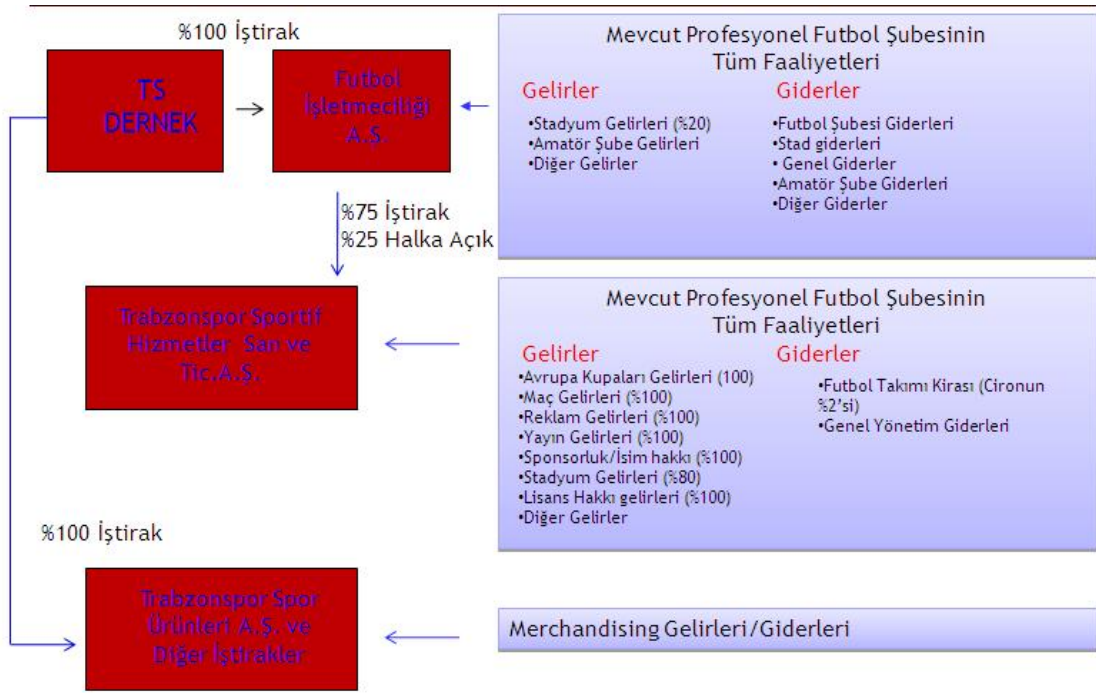 %100 İştirak
TS
DERNEK
Futbol
İşletmeciliği
A.Ş.
Mevcut Profesyonel Futbol Şubesinin
Tüm Faaliyetleri
Gelirler
•Stadyum Gelirleri (%20)
•Amatör Şube Gelirleri
•Diğer Gelirler
Giderler
•Futbol Şubesi Giderleri
•Stad giderleri
• Genel Giderler
•Amatör Şube Giderleri
•Diğer Giderler
%75 İştirak
%25 Halka Açık
Trabzonspor Sportif
Hizmetler San ve
Tic.A.Ş.
Mevcut Profesyonel Futbol Şubesinin
Tüm Faaliyetleri
Gelirler
•Avrupa Kupaları Gelirleri (100)
•Maç Gelirleri (%100)
•Reklam Gelirleri (%100)
•Yayın Gelirleri (%100)
•Sponsorluk/İsim hakkı (%100)
•Stadyum Gelirleri (%80)
•Lisans Hakkı gelirleri (%100)
•Diğer Gelirler
Giderler
•Futbol Takımı Kirası (Cironun
%2'si)
•Genel Yönetim Giderleri
%100 İştirak
Trabzonspor Spor
Ürünleri A.Ş. ve
Diğer İştirakler
Merchandising Gelirleri/Giderleri